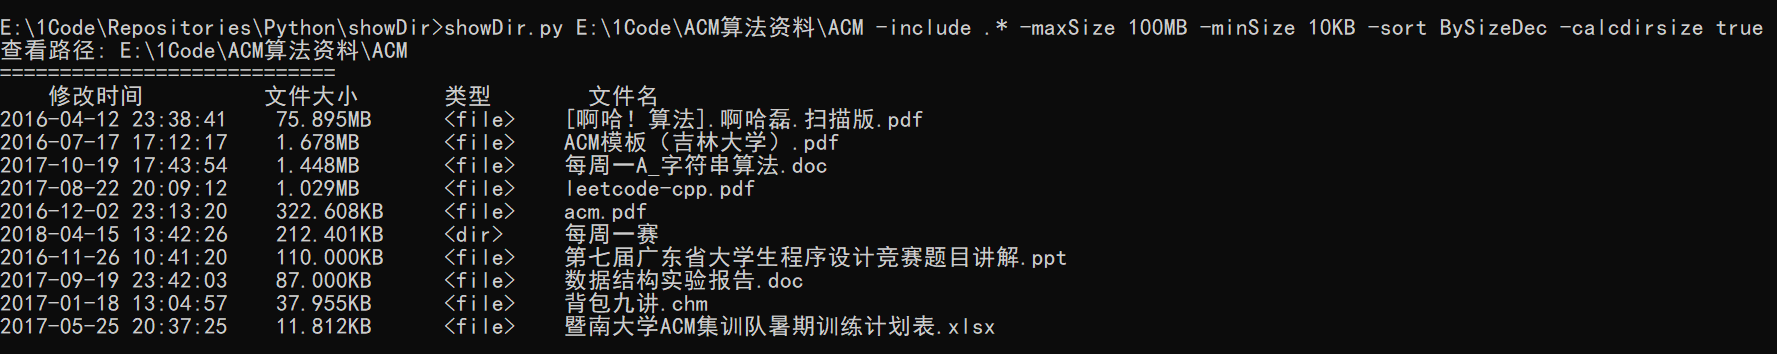 E:\1Code\Repositories\Python\showDir>showDir.py E:\1Code\ACM算法资料\ACM -include .* -maxSize 100MB -minSize 10KB -sort BySizeDec -calcdirsize true
查看路径: E:\1Code\ACM算法资料\ACM
============================
修改时间 文件大小 类型 文件名
2016-04-12 23:38:41 75.895MB <file> [啊哈! 算法].啊哈磊.扫描版.pdf
2016-07-17 17:12:17 1.678MB <file> ACM模板（吉林大学）.pdf
2017-10-19 17:43:54 1.448MB <file> 每周一A_字符串算法.doc
2017-08-22 20:09:12 1.029MB <file> leetcode-cpp.pdf
2016-12-02 23:13:20 322.608KB <file> acm.pdf
2018-04-15 13:42:26 212.401KB <dir> 每周一赛
2016-11-26 10:41:20 110.000KB <file> 第七届广东省大学生程序设计竞赛题目讲解.ppt
2017-09-19 23:42:03 87.000KB <file> 数据结构实验报告.doc
2017-01-18 13:04:57 37.955KB <file> 背包九讲.chm
2017-05-25 20:37:25 11.812KB <file> 暨南大学ACM集训队暑期训练计划表.xlsx